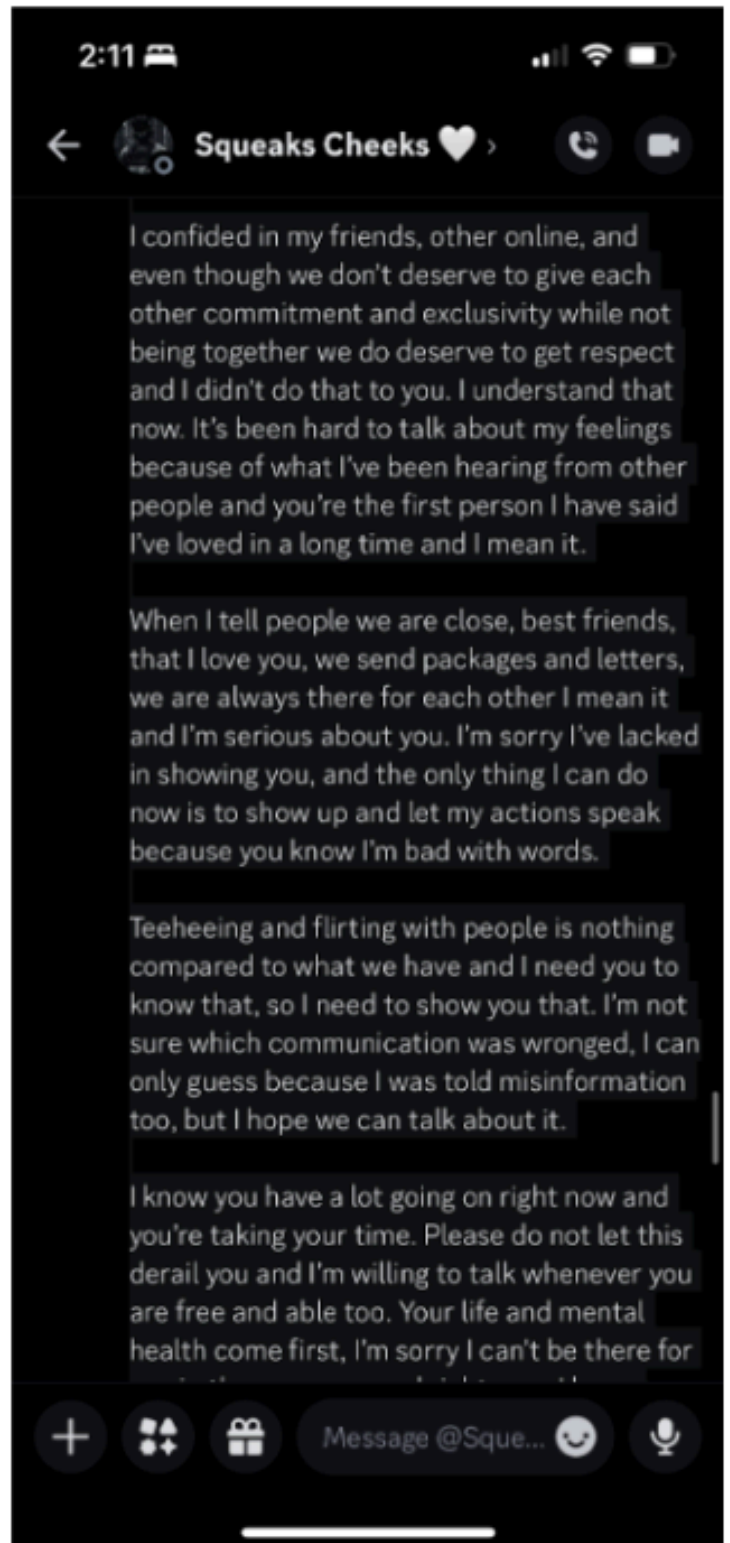 2:11
Squeaks Cheeks 🤍 ›
I confided in my friends, other online, and
even though we don't deserve to give each
other commitment and exclusivity while not
being together we do deserve to get respect
and I didn't do that to you. I understand that
now. It's been hard to talk about my feelings
because of what I've been hearing from other
people and you're the first person I have said
I've loved in a long time and I mean it.
When I tell people we are close, best friends,
that I love you, we send packages and letters,
we are always there for each other I mean it
and I'm serious about you. I'm sorry I've lacked
in showing you, and the only thing I can do
now is to show up and let my actions speak
because you know I'm bad with words.
Teeheeing and flirting with people is nothing
compared to what we have and I need you to
know that, so I need to show you that. I'm not
sure which communication was wronged, I can
only guess because I was told misinformation
too, but I hope we can talk about it.
I know you have a lot going on right now and
you're taking your time. Please do not let this
derail you and I'm willing to talk whenever you
are free and able too. Your life and mental
health come first, I'm sorry I can't be there for
Message @Sque...